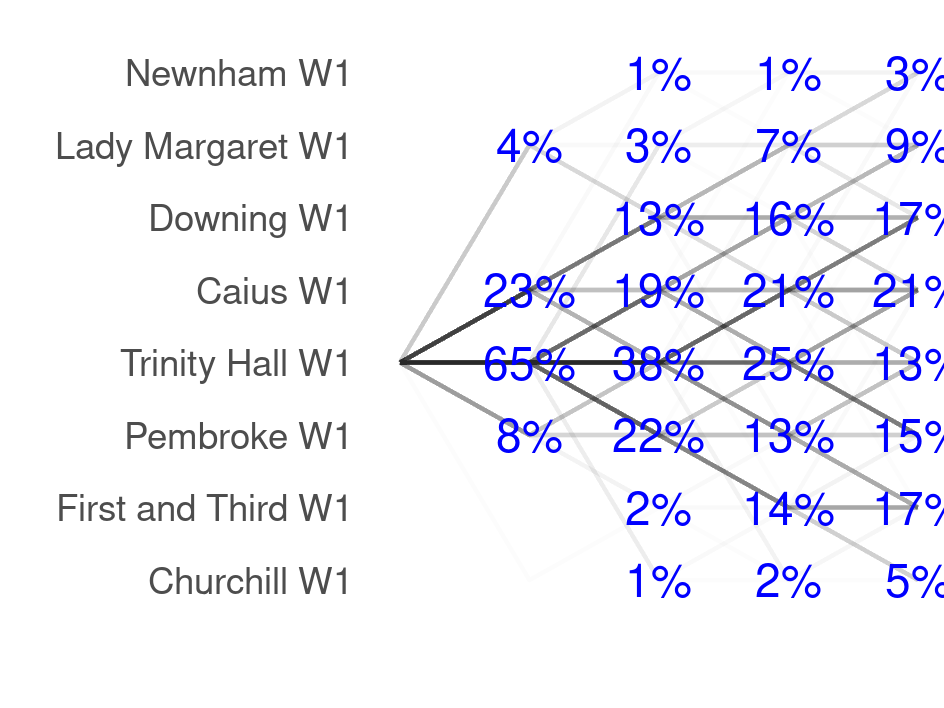 Newnham W1 1% 1% 3%
Lady Margaret W1 4% 3% 7% 9%
Downing W1 13% 16% 17%
Caius W1 23% 19% 21% 21%
Trinity Hall W1 65% 38% 25% 13%
Pembroke W1 8% 22% 13% 15%
First and Third W1 2% 14% 17%
Churchill W1 1% 2% 5%